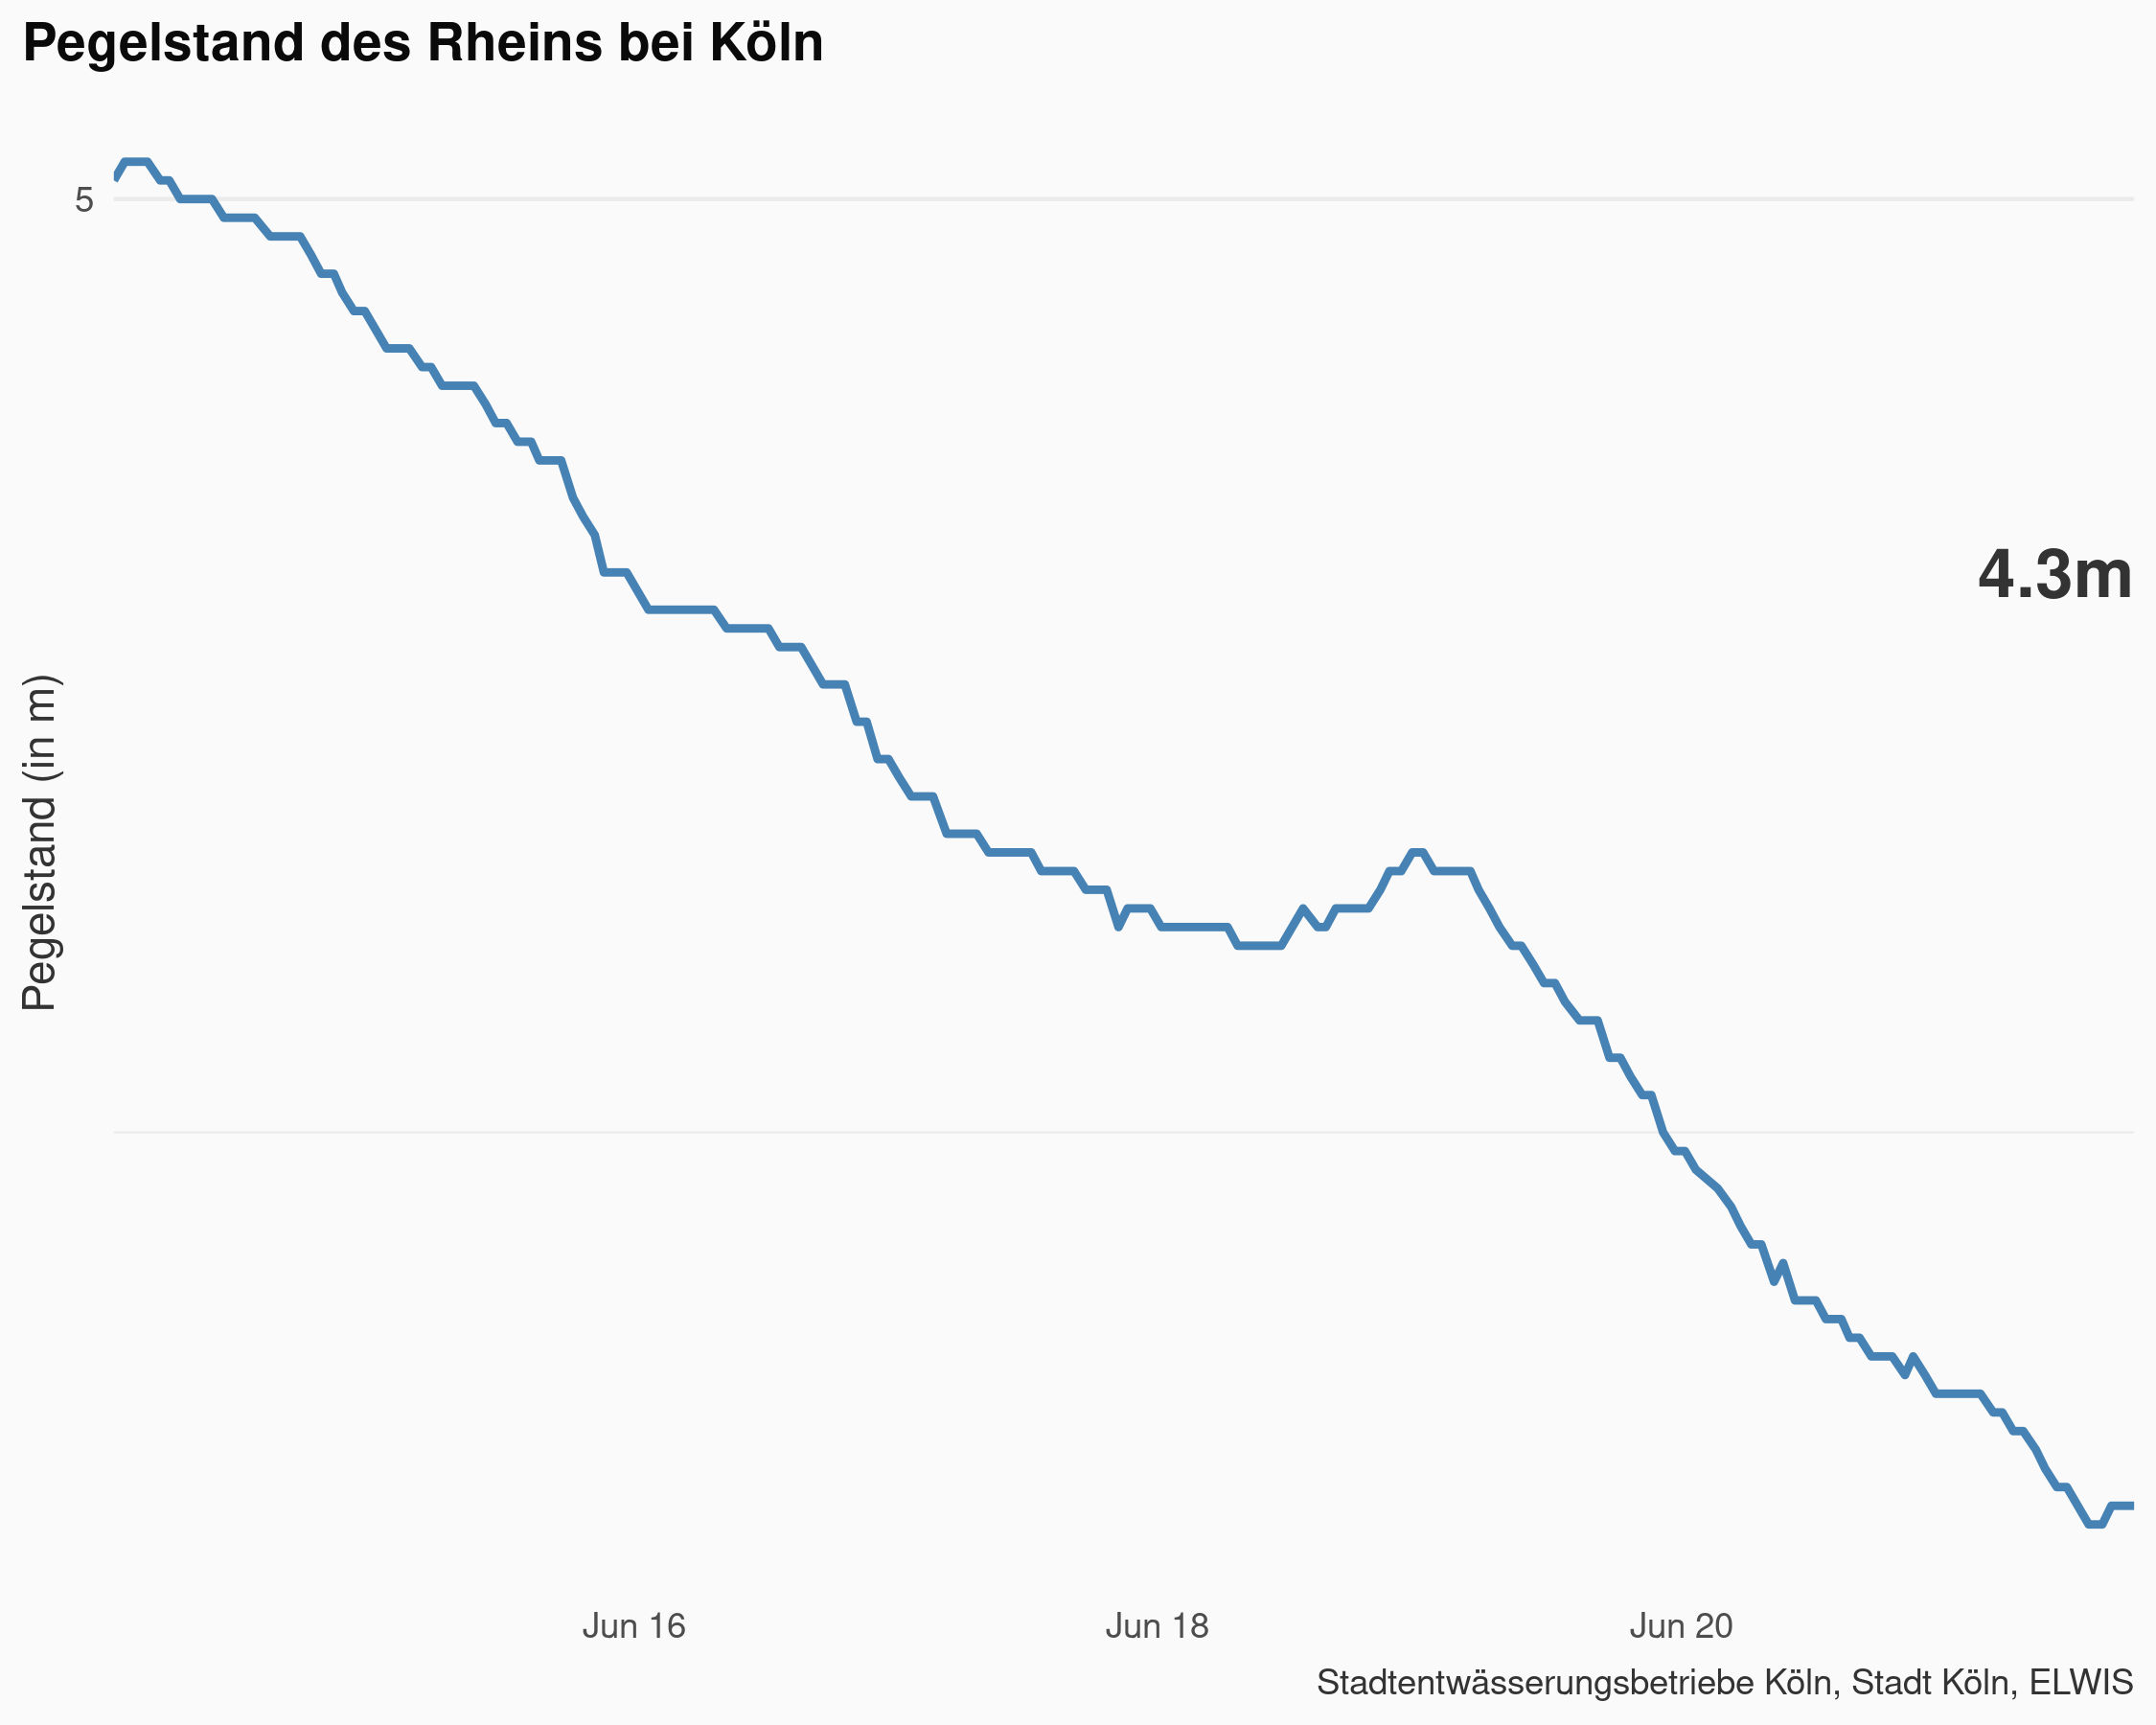 Pegelstand des Rheins bei Köln
5
4.3m
Pegelstand (in m)
Jun 16
Jun 18
Jun 20
Stadtentwässerungsbetriebe Köln, Stadt Köln, ELWIS